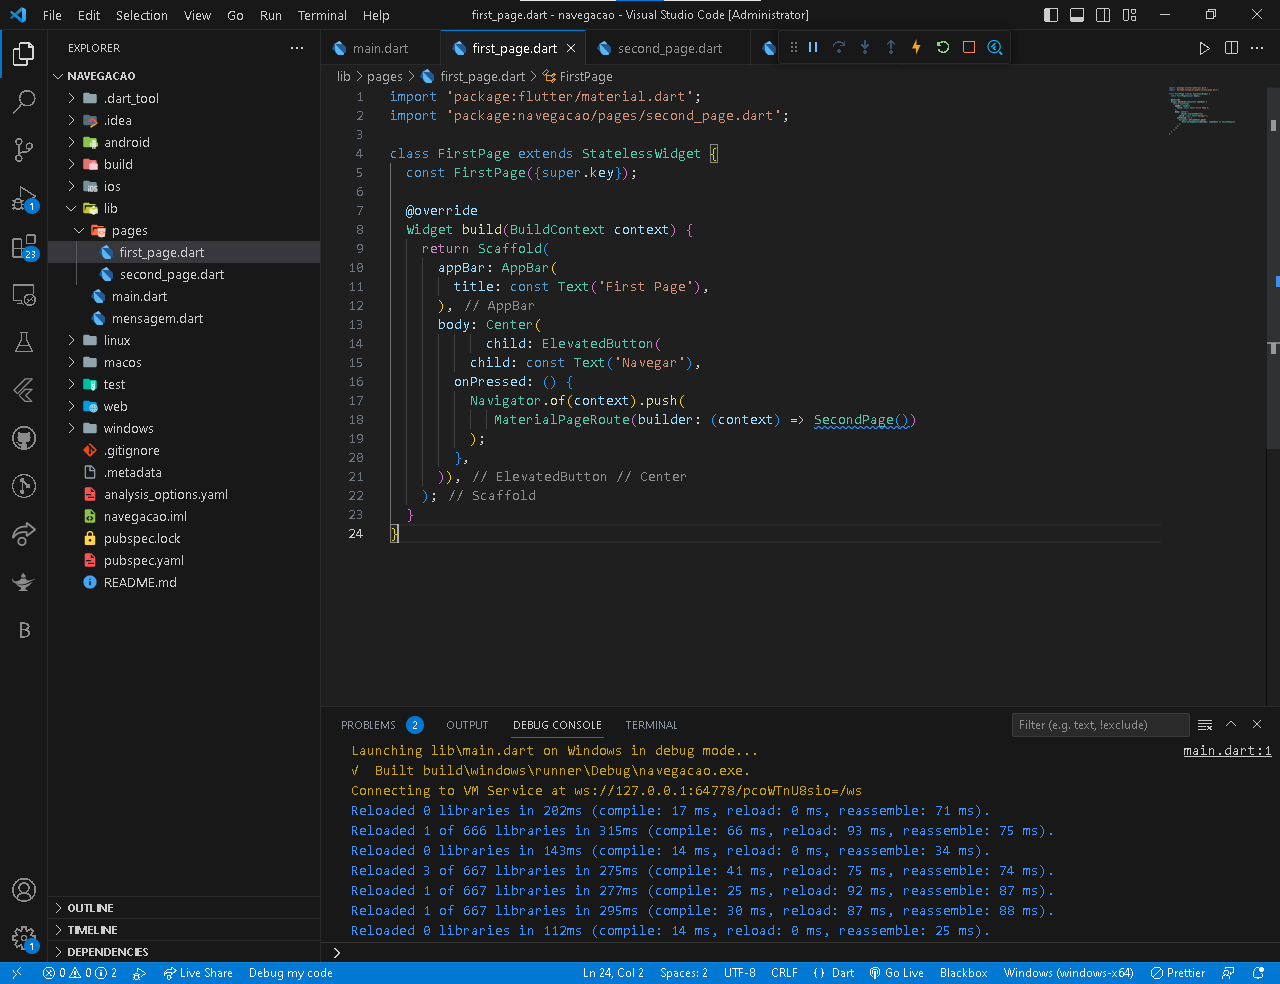 File Edit Selection View Go Run Terminal Help first_page.dart - navegacao - Visual Studio Code [Administrator]
EXPLORER
NAVEGACAO
.dart_tool
.idea
android
build
ios
lib
pages
first_page.dart
second_page.dart
main.dart
mensagem.dart
linux
macos
test
web
windows
.gitignore
.metadata
analysis_options.yaml
navegacao.iml
pubspec.lock
pubspec.yaml
README.md
OUTLINE
TIMELINE
DEPENDENCIES
1
23
B
1
main.dart first_page.dart second_page.dart
lib > pages > first_page.dart > FirstPage
1 import 'package:flutter/material.dart';
2 import 'package:navegacao/pages/second_page.dart';
3
4 class FirstPage extends StatelessWidget {
5 const FirstPage({super.key});
6
7 @override
8 Widget build(BuildContext context) {
9 return Scaffold(
10 appBar: AppBar(
11 title: const Text('First Page'),
12 ), // AppBar
13 body: Center(
14 child: ElevatedButton(
15 child: const Text('Navegar'),
16 onPressed: () {
17 Navigator.of(context).push(
18 MaterialPageRoute(builder: (context) => SecondPage())
19 );
20 },
21 )), // ElevatedButton // Center
22 ); // Scaffold
23 }
24 }
PROBLEMS 2 OUTPUT DEBUG CONSOLE TERMINAL Filter (e.g. text, !exclude)
Launching lib\main.dart on Windows in debug mode... main.dart:1
√ Built build\windows\runner\Debug\navegacao.exe.
Connecting to VM Service at ws://127.0.0.1:64778/pcoWTnU8sio=/ws
Reloaded 0 libraries in 202ms (compile: 17 ms, reload: 0 ms, reassemble: 71 ms).
Reloaded 1 of 666 libraries in 315ms (compile: 66 ms, reload: 93 ms, reassemble: 75 ms).
Reloaded 0 libraries in 143ms (compile: 14 ms, reload: 0 ms, reassemble: 34 ms).
Reloaded 3 of 667 libraries in 275ms (compile: 41 ms, reload: 75 ms, reassemble: 74 ms).
Reloaded 1 of 667 libraries in 277ms (compile: 25 ms, reload: 92 ms, reassemble: 87 ms).
Reloaded 1 of 667 libraries in 295ms (compile: 30 ms, reload: 87 ms, reassemble: 88 ms).
Reloaded 0 libraries in 112ms (compile: 14 ms, reload: 0 ms, reassemble: 25 ms).
>
0 0 2 Live Share Debug my code Ln 24, Col 2 Spaces: 2 UTF-8 CRLF {} Dart Go Live Blackbox Windows (windows-x64) Prettier